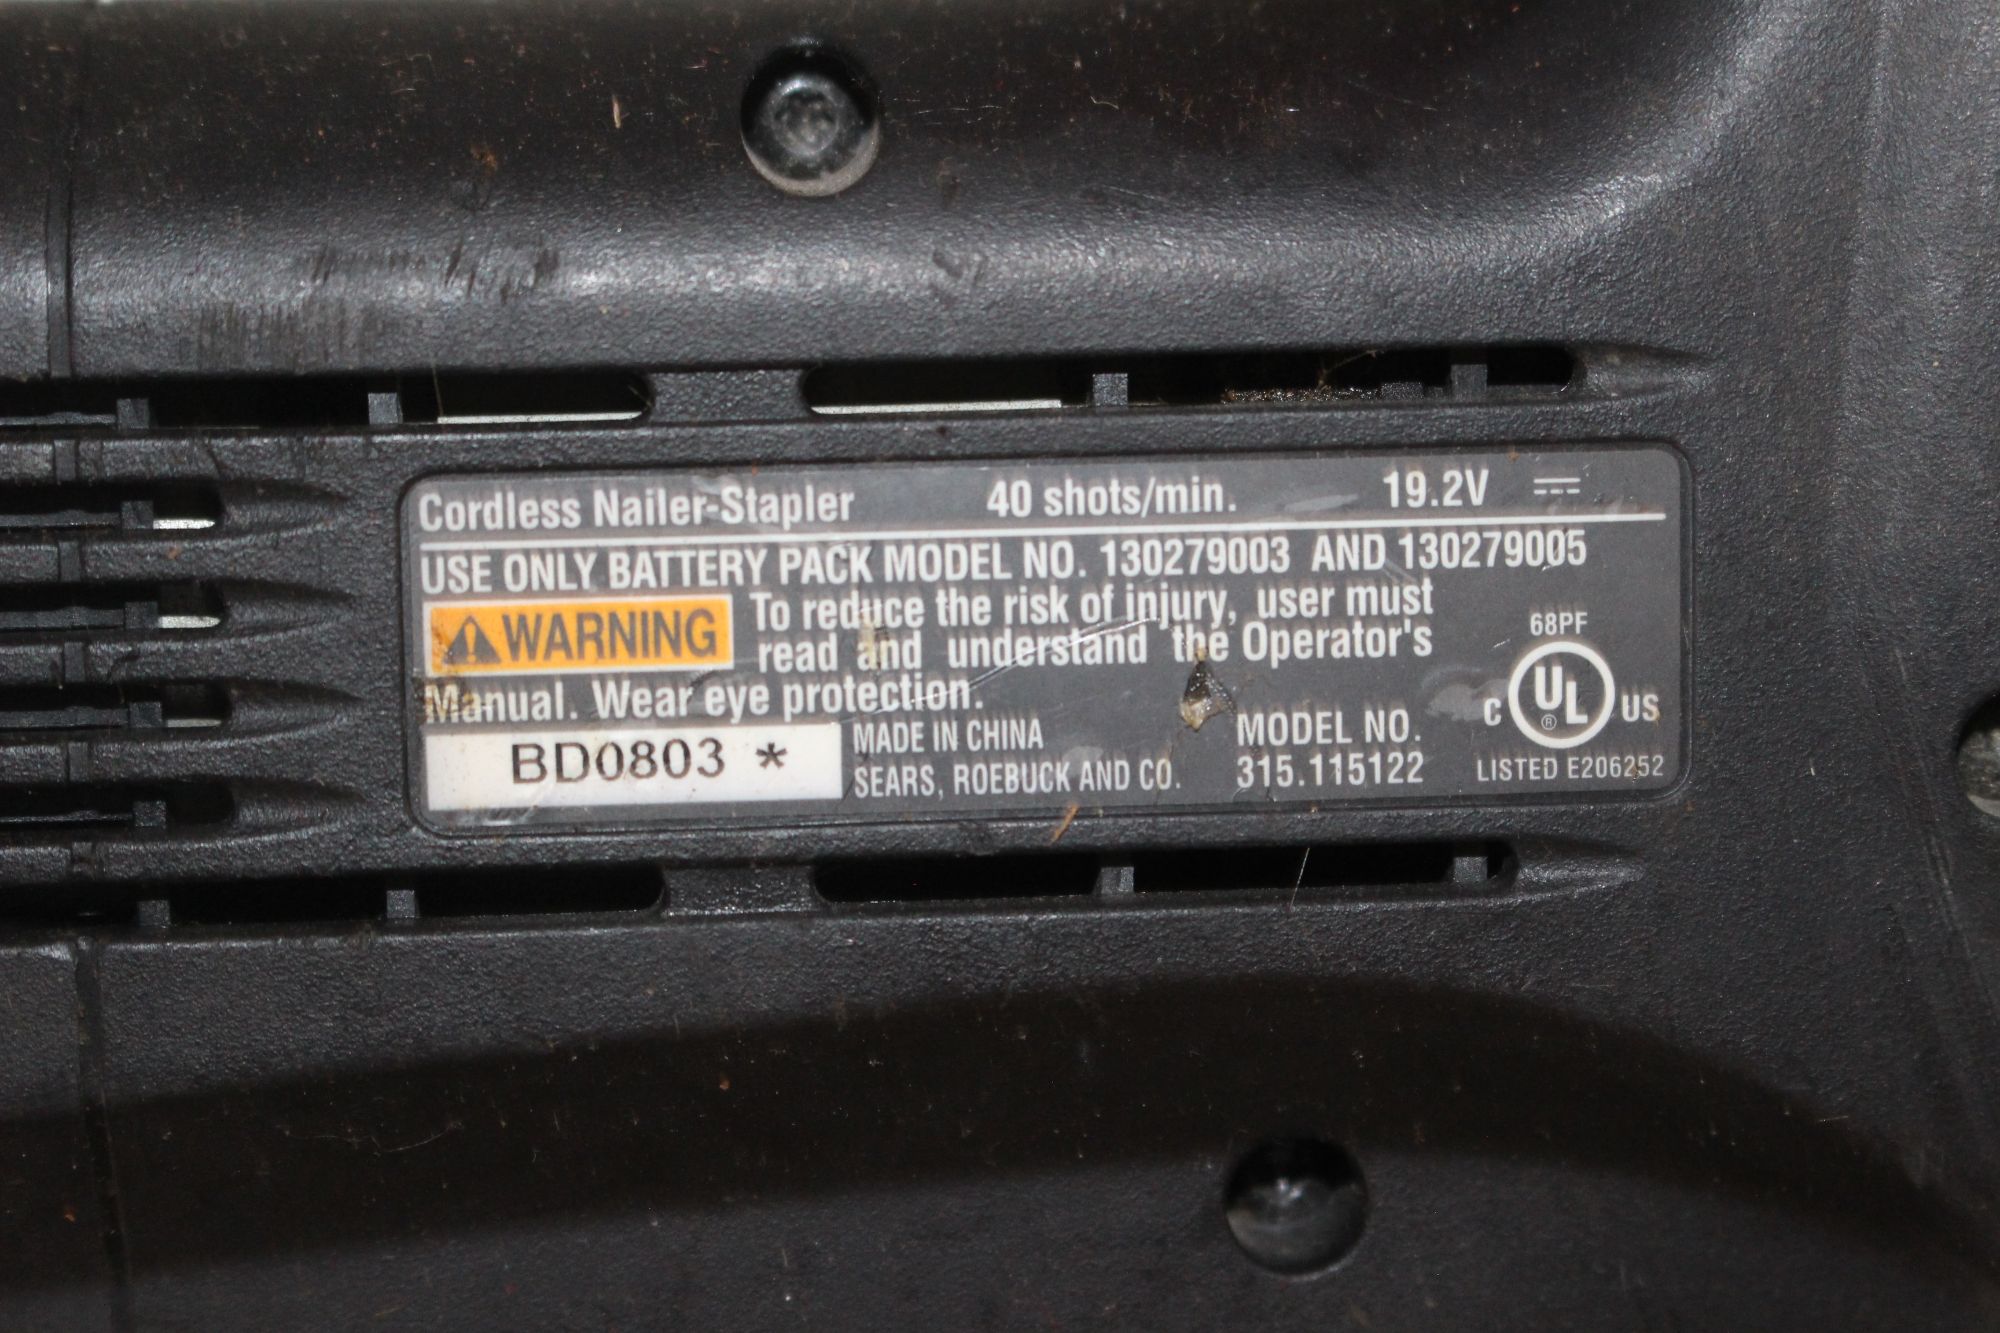 Cordless Nailer-Stapler 40 shots/min. 19.2V
USE ONLY BATTERY PACK MODEL NO. 130279003 AND 130279005
WARNING To reduce the risk of injury, user must
read and understand the Operator's
Manual. Wear eye protection.
BD0803 *
MADE IN CHINA
SEARS, ROEBUCK AND CO.
MODEL NO.
315.115122
68PF
C UL ® US
LISTED E206252